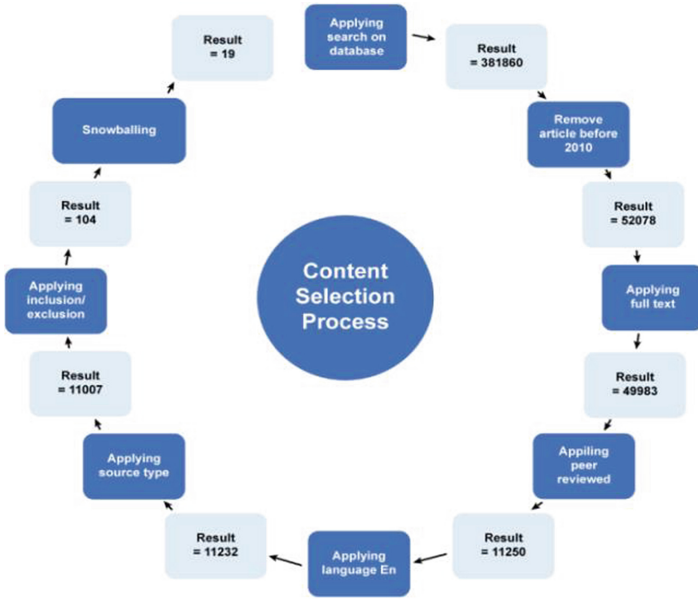 Applying
search on
database
Result
= 381860
Remove
article before
2010
Result
= 52078
Applying
full text
Result
= 49983
Appiling
peer
reviewed
Result
= 11250
Applying
language En
Result
= 11232
Applying
source type
Result
= 11007
Applying
inclusion/
exclusion
Result
= 104
Snowballing
Result
= 19
Content
Selection
Process